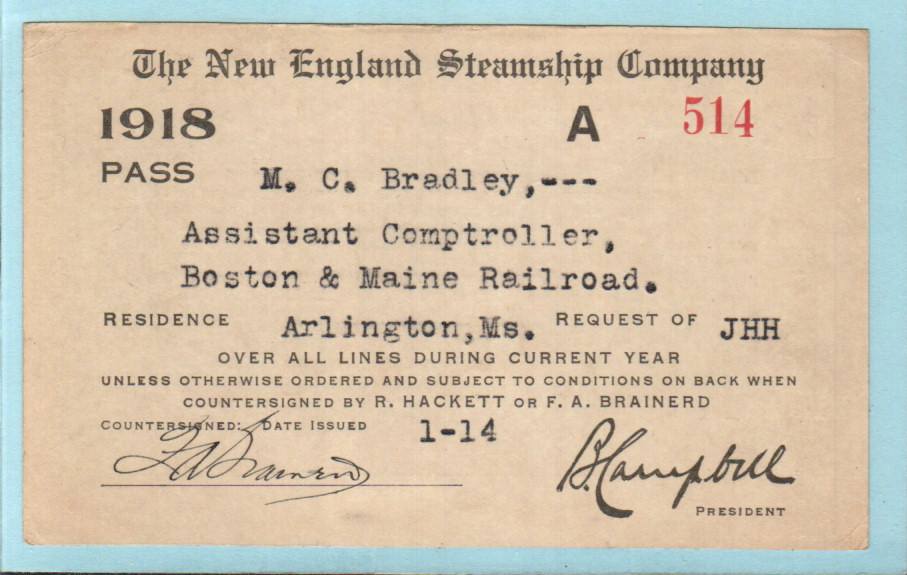 The New England Steamship Company
1918 A 514
PASS M. C. Bradley,---
Assistant Comptroller,
Boston & Maine Railroad.
RESIDENCE Arlington,Ms. REQUEST OF JHH
OVER ALL LINES DURING CURRENT YEAR
UNLESS OTHERWISE ORDERED AND SUBJECT TO CONDITIONS ON BACK WHEN
COUNTERSIGNED BY R. HACKETT OR F. A. BRAINERD
COUNTERSIGNED: DATE ISSUED 1-14
F A Brainerd B Campbell
PRESIDENT